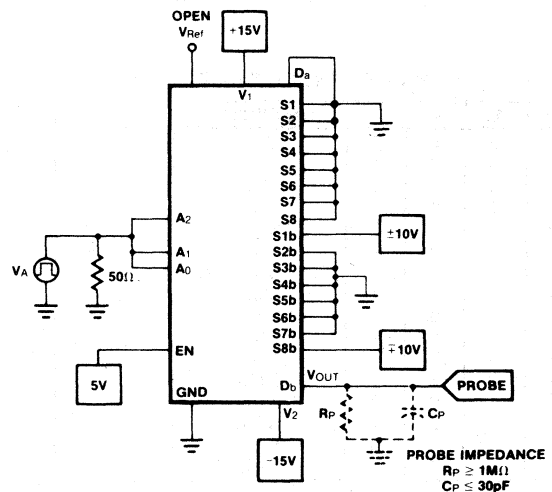 OPEN
VRef
+15V
Da
V1
S1
S2
S3
S4
S5
S6
S7
S8
S1b
±10V
S2b
S3b
S4b
S5b
S6b
S7b
S8b
∓10V
A2
A1
A0
VA
50Ω
EN
5V
GND
Db
VOUT
PROBE
RP
CP
V2
-15V
PROBE IMPEDANCE
RP ≥ 1MΩ
CP ≤ 30pF